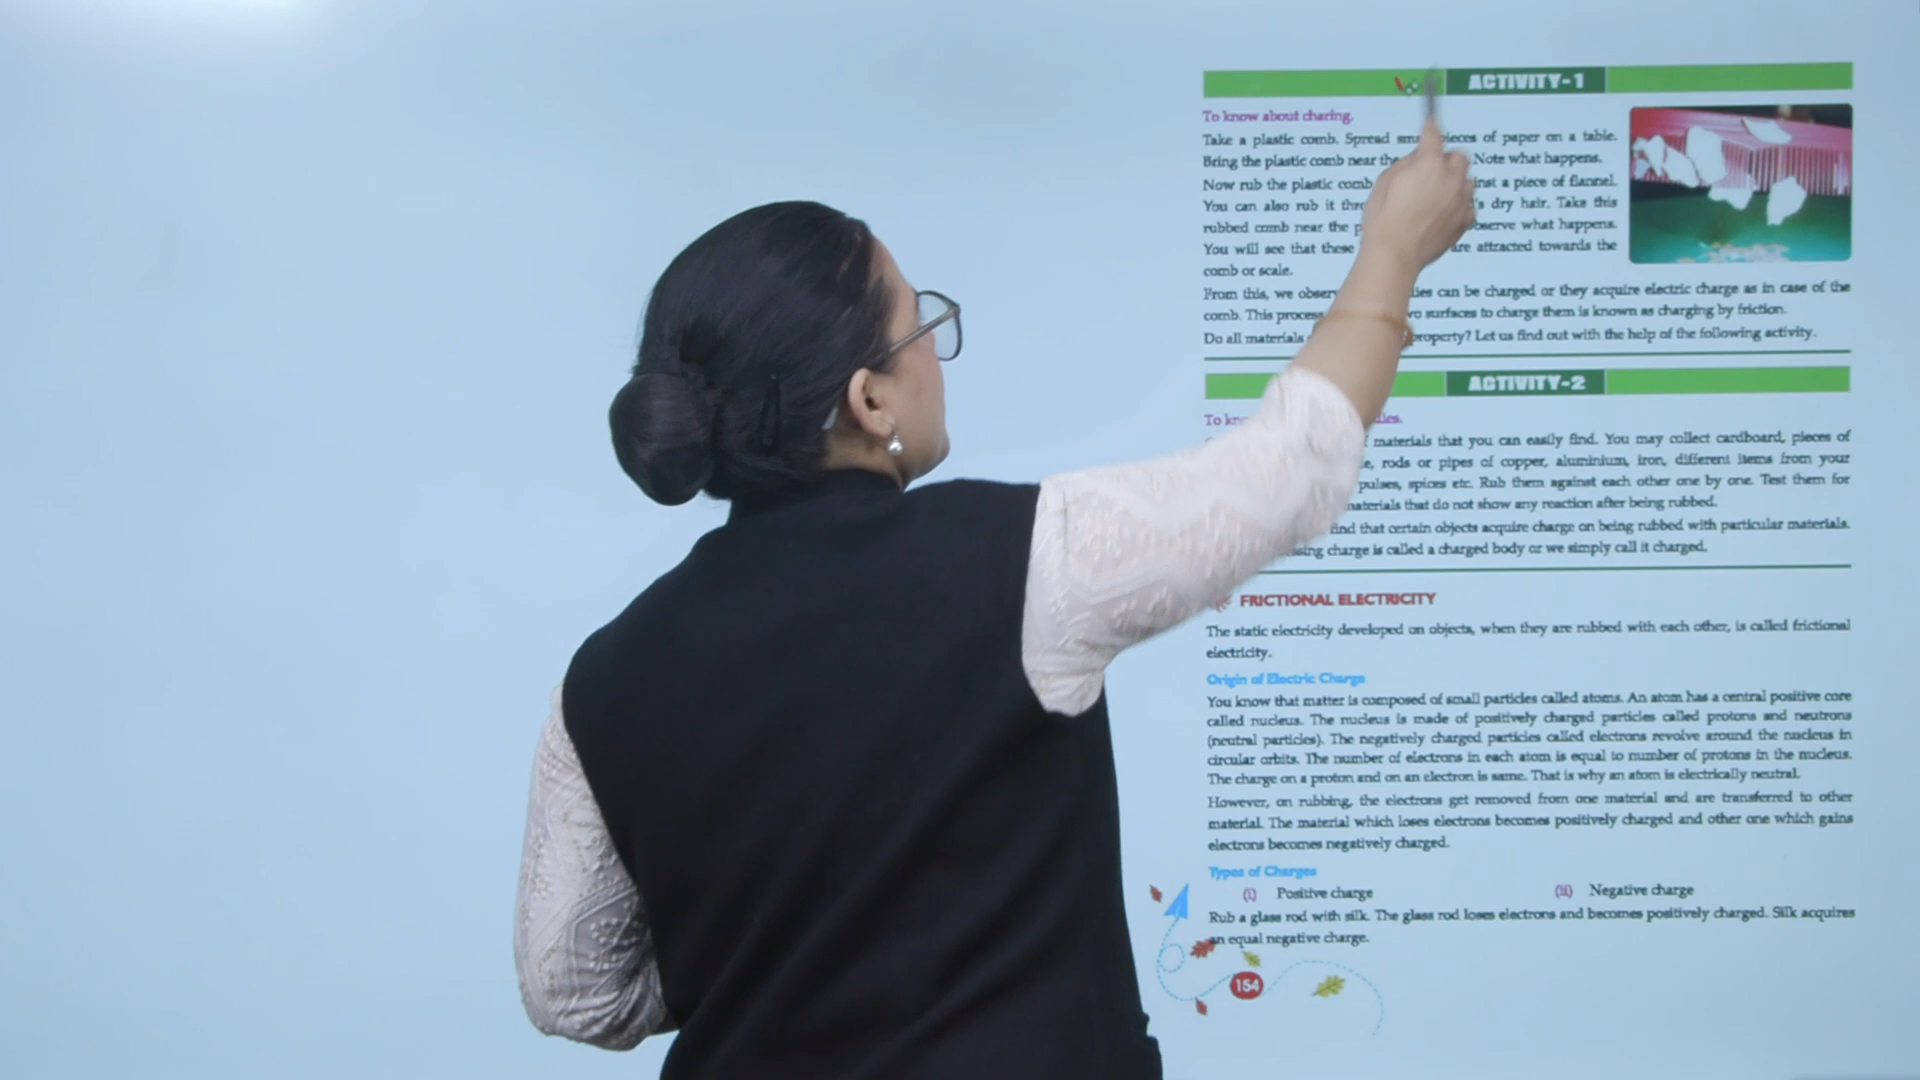 ACTIVITY-1
To know about charing.
Take a plastic comb. Spread small pieces of paper on a table.
Bring the plastic comb near the Note what happens.
Now rub the plastic comb against a piece of flannel.
You can also rub it 's dry hair. Take this
rubbed comb near the observe what happens.
You will see that these are attracted towards the
comb or scale.
From this, we can be charged or they acquire electric charge as in case of the
comb. This process surfaces to charge them is known as charging by friction.
Do all materials property? Let us find out with the help of the following activity.
ACTIVITY-2
To
materials that you can easily find. You may collect cardboard, pieces of
rods or pipes of copper, aluminium, iron, different items from your
pulses, spices etc. Rub them against each other one by one. Test them for
materials that do not show any reaction after being rubbed.
find that certain objects acquire charge on being rubbed with particular materials.
charge is called a charged body or we simply call it charged.
FRICTIONAL ELECTRICITY
The static electricity developed on objects, when they are rubbed with each other, is called frictional
electricity.
Origin of Electric Charge
You know that matter is composed of small particles called atoms. An atom has a central positive core
called nucleus. The nucleus is made of positively charged particles called protons and neutrons
(neutral particles). The negatively charged particles called electrons revolve around the nucleus in
circular orbits. The number of electrons in each atom is equal to number of protons in the nucleus.
The charge on a proton and on an electron is same. That is why an atom is electrically neutral.
However, on rubbing, the electrons get removed from one material and are transferred to other
material. The material which loses electrons becomes positively charged and other one which gains
electrons becomes negatively charged.
Types of Charges
(i) Positive charge (ii) Negative charge
Rub a glass rod with silk. The glass rod loses electrons and becomes positively charged. Silk acquires
an equal negative charge.
154